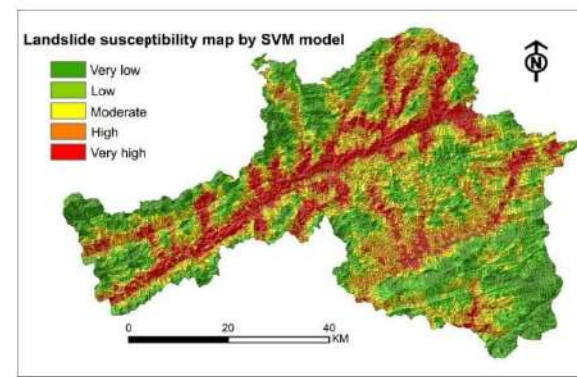 Landslide susceptibility map by SVM model
N
Very low
Low
Moderate
High
Very high
0 20 40
KM